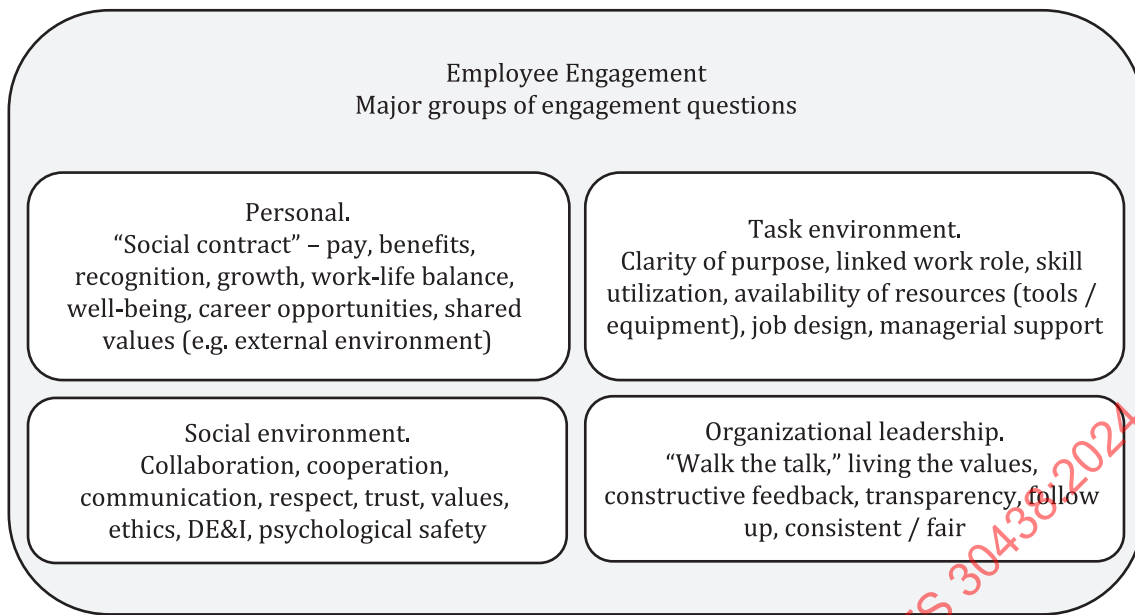 Employee Engagement
Major groups of engagement questions
Personal.
“Social contract” – pay, benefits,
recognition, growth, work-life balance,
well-being, career opportunities, shared
values (e.g. external environment)
Task environment.
Clarity of purpose, linked work role, skill
utilization, availability of resources (tools /
equipment), job design, managerial support
Social environment.
Collaboration, cooperation,
communication, respect, trust, values,
ethics, DE&I, psychological safety
Organizational leadership.
“Walk the talk,” living the values,
constructive feedback, transparency, follow
up, consistent / fair
30438:2024